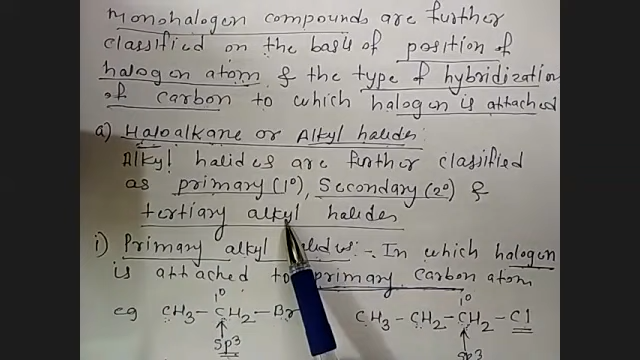 Monohalogen compounds are further
classified on the basis of position of
halogen atom & the type of hybridization
of carbon to which halogen is attached
a) Haloalkane or Alkyl halides:
Alkyl halides are further classified
as primary (1°), Secondary (2°) &
tertiary alkyl halides
i) Primary alkyl halides: - In which halogen
is attached to primary carbon atom
1° 1°
eg CH3-CH2-Br CH3-CH2-CH2-Cl
sp3 sp3